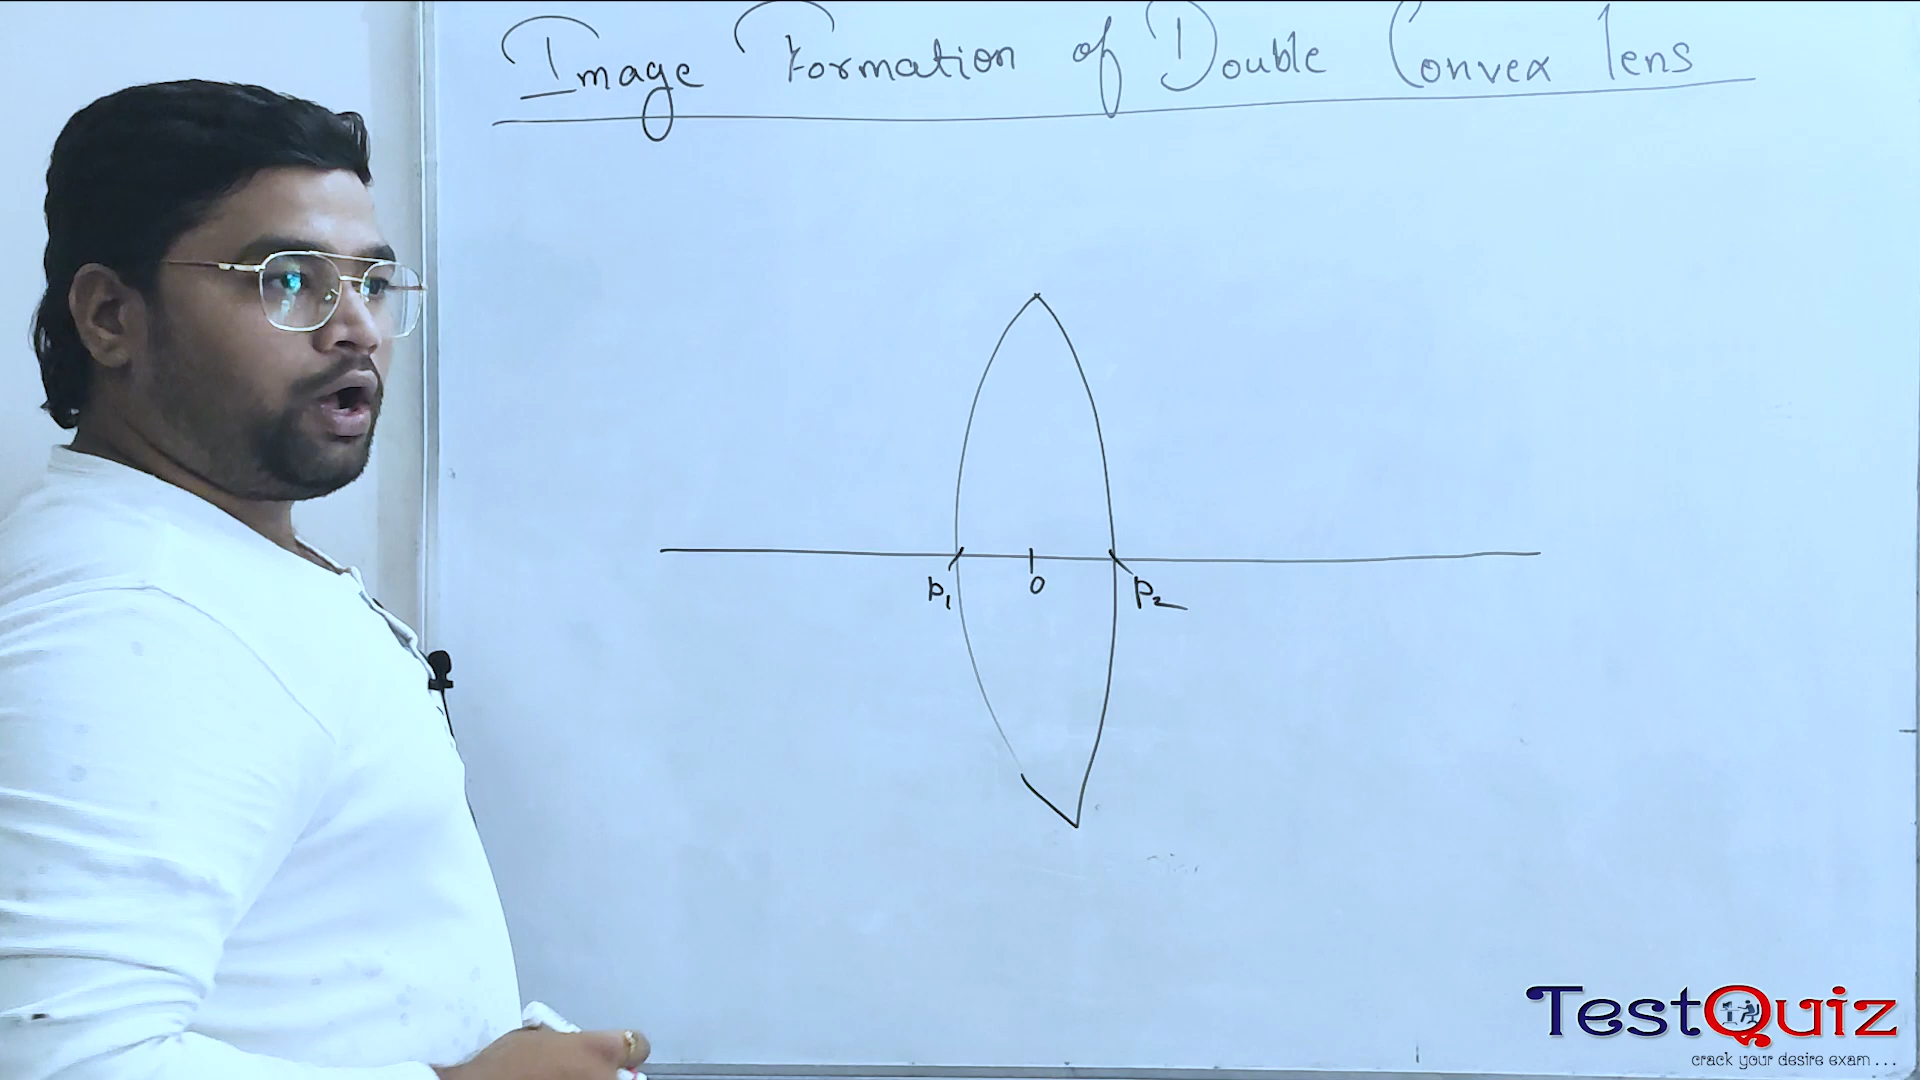 Image Formation of Double Convex lens
P1 O P2
TestQuiz
crack your desire exam ...